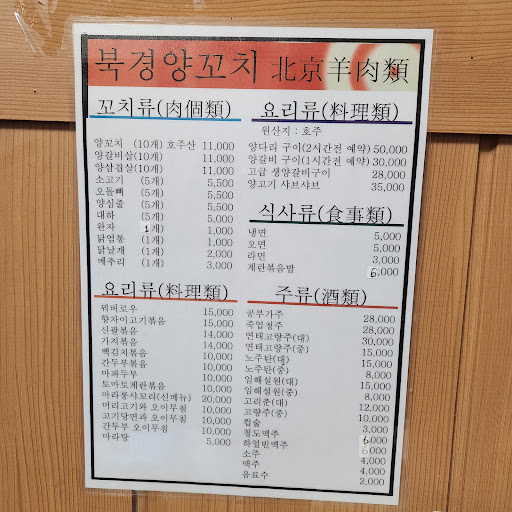 북경양꼬치 北京羊肉類
꼬치류(肉個類)
양꼬치 (10개) 호주산 11,000
양갈비살(10개) 11,000
양삼겹살(10개) 11,000
소고기 (5개) 5,500
오돌뼈 (5개) 5,500
양심줄 (5개) 5,500
대하 (5개) 5,000
완자 1개) 1,000
닭염통 (1개) 1,000
닭날개 (1개) 2,000
메추리 (1개) 3,000
요리류(料理類)
원산지 : 호주
양다리 구이(2시간전 예약) 50,000
양갈비 구이(1시간전 예약) 30,000
고급 생양갈비구이 28,000
양고기 샤브샤브 35,000
식사류(食事類)
냉면 5,000
온면 5,000
라면 3,000
계란볶음밥 6,000
요리류(料理類)
꿔바로우 15,000
향차이고기볶음 15,000
신팔볶음 14,000
가지볶음 14,000
백김치볶음 10,000
건두부볶음 10,000
마파두부 10,000
토마토계란볶음 10,000
마라롱샤꼬리(신메뉴) 20,000
머리고기와 오이무침 10,000
고기당면과 오이무침 10,000
건두부 오이무침 10,000
마라탕 5,000
주류(酒類)
공부가주 28,000
죽엽청주 28,000
연태고량주(대) 30,000
연태고량주(중) 15,000
노주탄(대) 15,000
노주탄(중) 8,000
임해설원(대) 15,000
임해설원(중) 8,000
고리춘(대) 12,000
고량주(중) 10,000
컵술 3,000
청도맥주 6,000
하얼빈맥주 6,000
소주 4,000
맥주 4,000
음료수 2,000